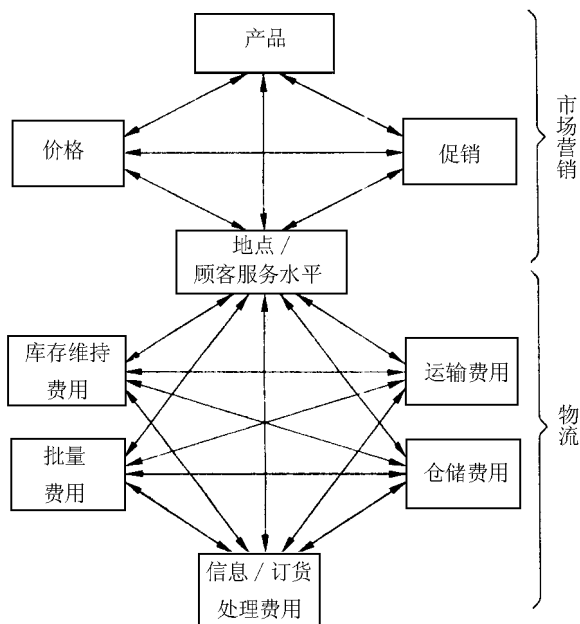 产品
价格
促销
市场营销
地点 /
顾客服务水平
库存维持
费用
运输费用
批量
费用
仓储费用
物流
信息 / 订货
处理费用